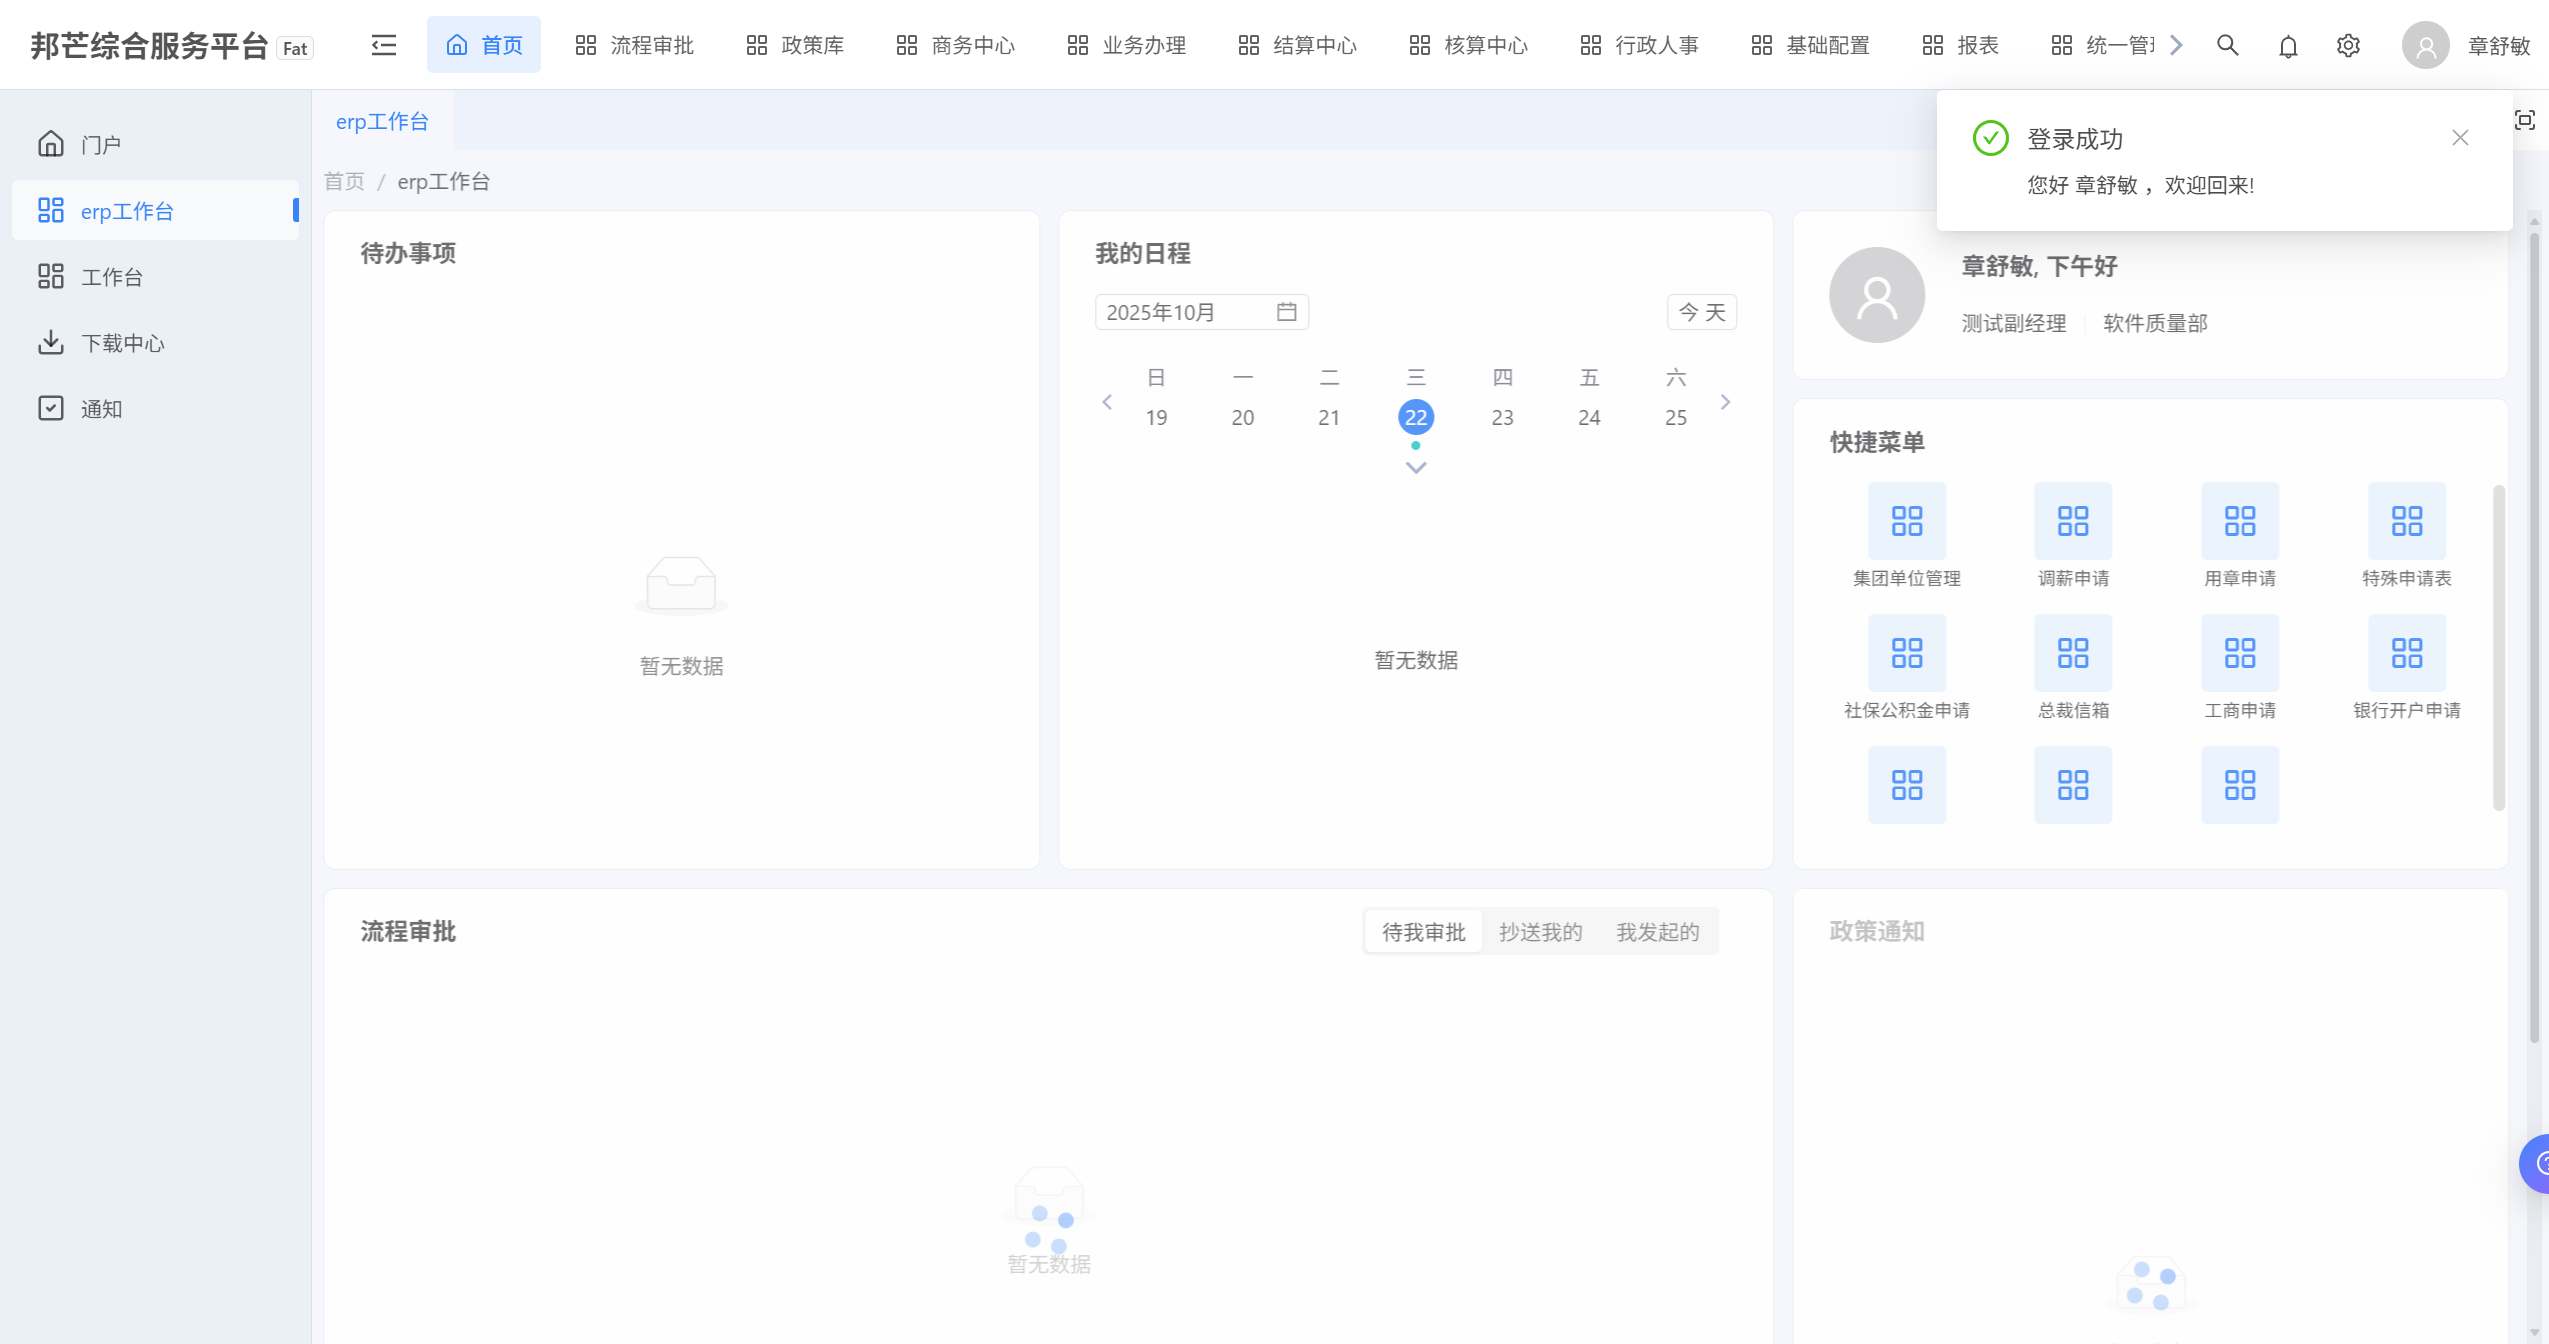 邦芒综合服务平台 Fat
首页 流程审批 政策库 商务中心 业务办理 结算中心 核算中心 行政人事 基础配置 报表 统一管
章舒敏
门户
erp工作台
工作台
下载中心
通知
erp工作台
首页 / erp工作台
登录成功
您好 章舒敏 ，欢迎回来!
待办事项
暂无数据
我的日程
2025年10月 今天
日 一 二 三 四 五 六
19 20 21 22 23 24 25
暂无数据
章舒敏, 下午好
测试副经理 软件质量部
快捷菜单
集团单位管理 调薪申请 用章申请 特殊申请表
社保公积金申请 总裁信箱 工商申请 银行开户申请
流程审批
待我审批 抄送我的 我发起的
暂无数据
政策通知